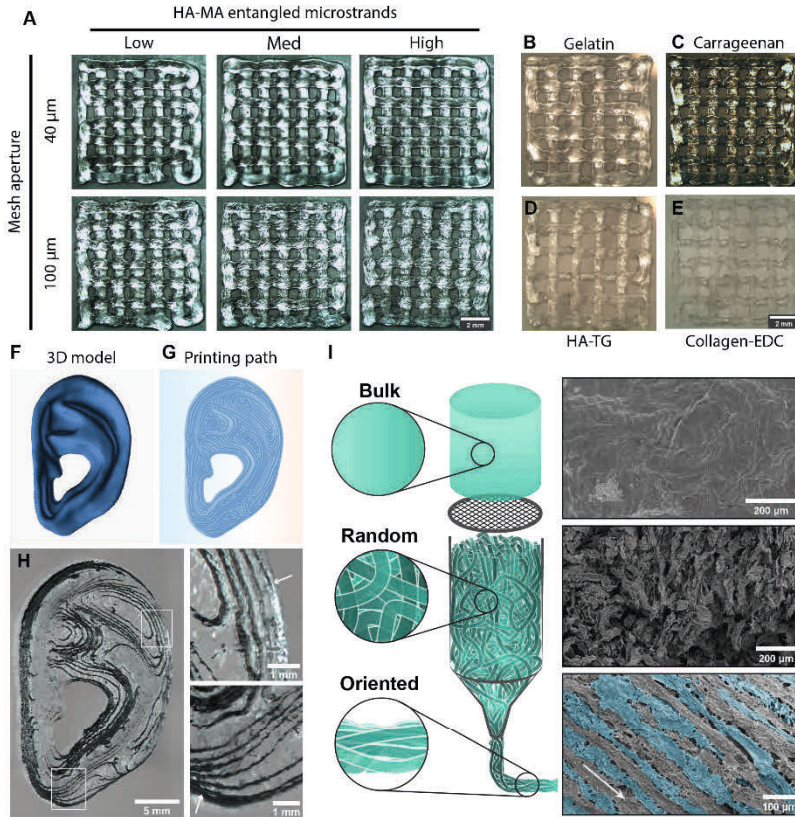 A
HA-MA entangled microstrands
Low Med High
Mesh aperture
40 µm
100 µm
2 mm
B Gelatin
C Carrageenan
D
E
2 mm
HA-TG
Collagen-EDC
F 3D model
G Printing path
H
5 mm
1 mm
1 mm
I
Bulk
Random
Oriented
200 µm
200 µm
100 µm